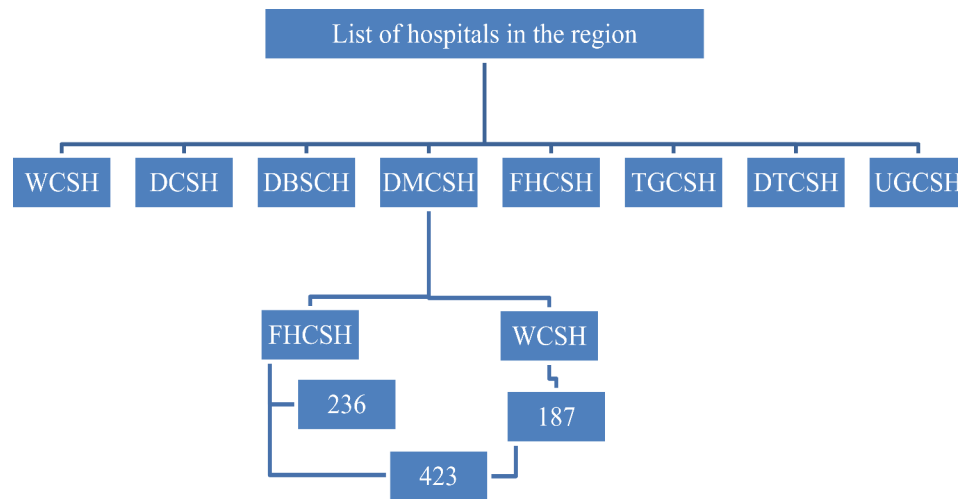 List of hospitals in the region
WCSH
DCSH
DBSCH
DMCSH
FHCSH
TGCSH
DTCSH
UGCSH
FHCSH
WCSH
236
187
423